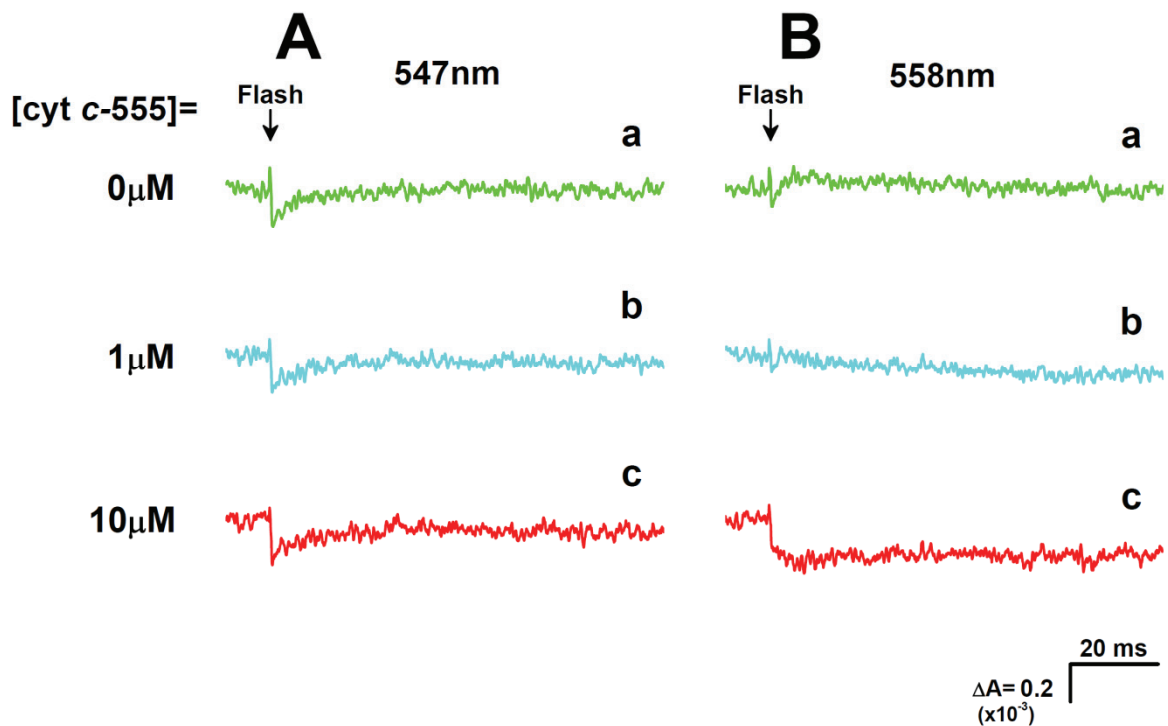 A
547nm
B
558nm
[cyt c-555]=
Flash
Flash
a
a
0μM
b
b
1μM
c
c
10μM
20 ms
ΔA= 0.2
(x10⁻³)